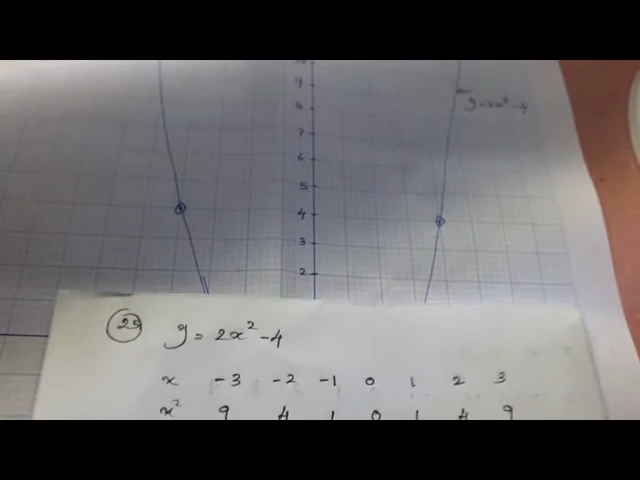 9
8
y = 2x² - 4
7
6
5
4
3
2
25 y = 2x² - 4
x -3 -2 -1 0 1 2 3
x² 9 4 1 0 1 4 9